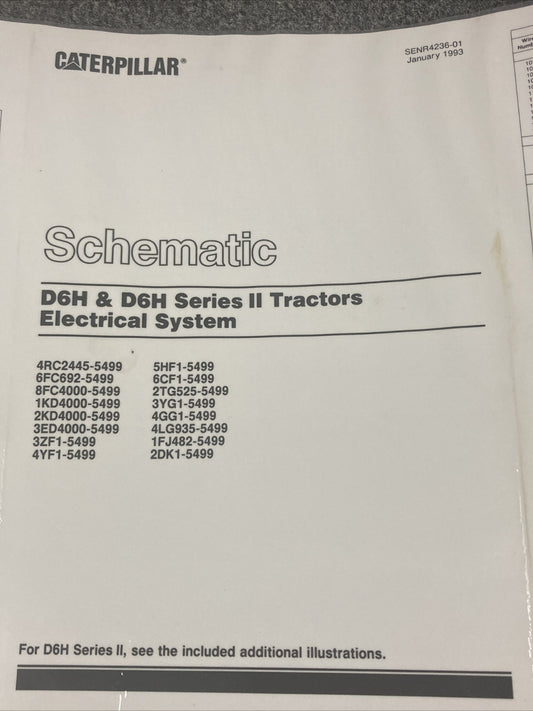 CATERPILLAR®
SENR4236-01
January 1993
Schematic
D6H & D6H Series II Tractors
Electrical System
4RC2445-5499
6FC692-5499
8FC4000-5499
1KD4000-5499
2KD4000-5499
3ED4000-5499
3ZF1-5499
4YF1-5499
5HF1-5499
6CF1-5499
2TG525-5499
3YG1-5499
4GG1-5499
4LG935-5499
1FJ482-5499
2DK1-5499
For D6H Series II, see the included additional illustrations.